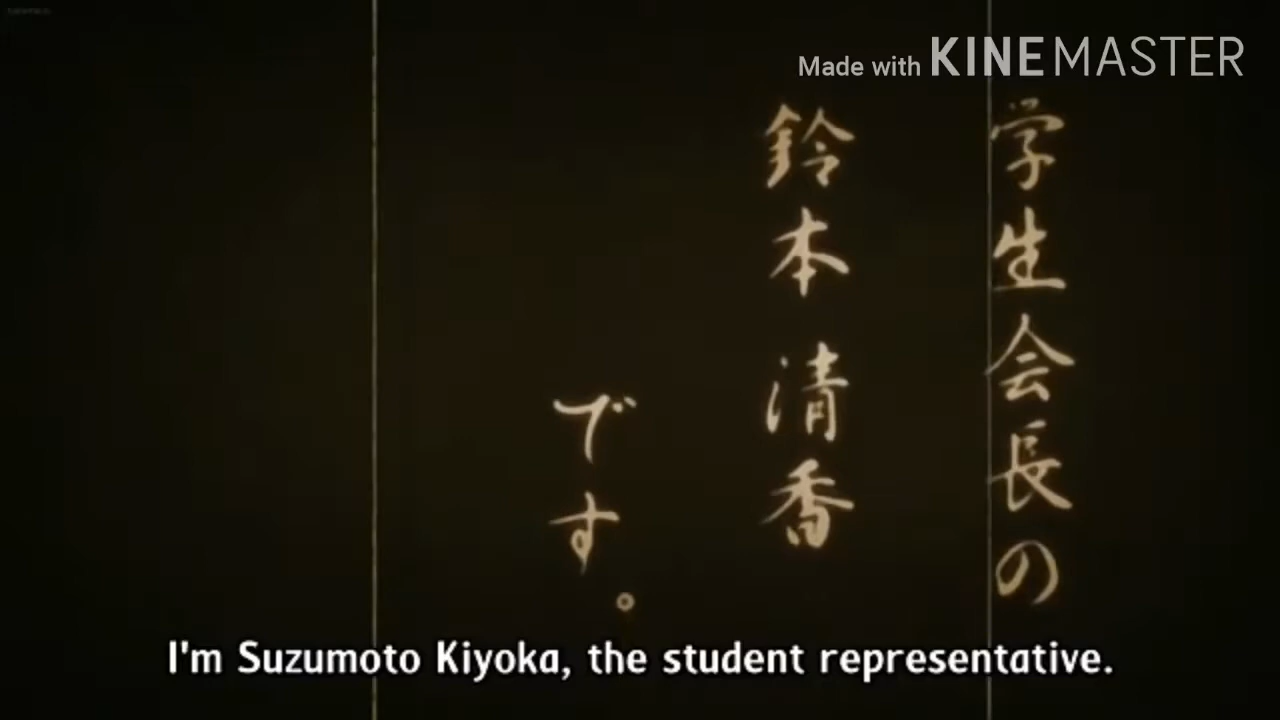 Made with KINEMASTER
学生会長の
鈴本 清香
です。
I'm Suzumoto Kiyoka, the student representative.